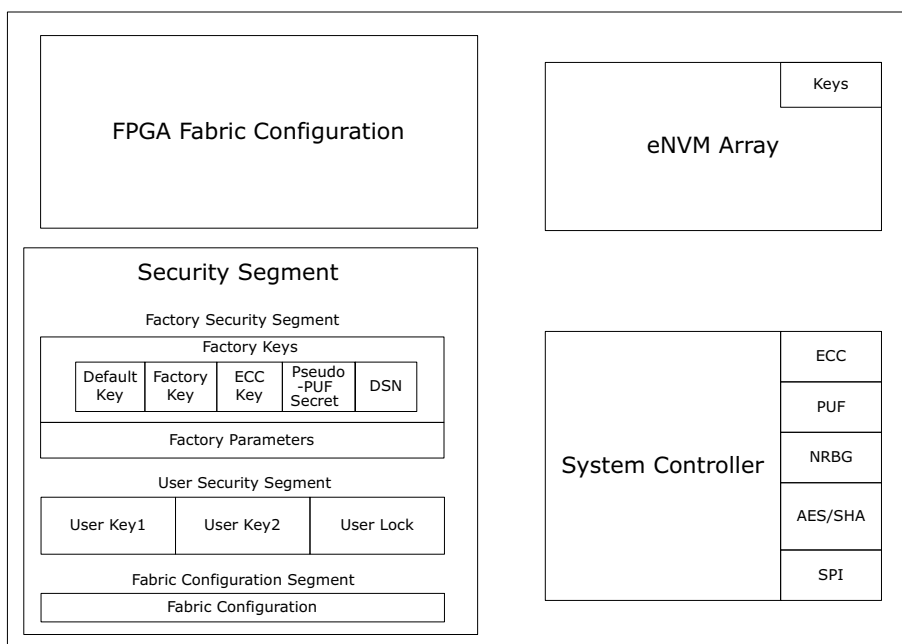 FPGA Fabric Configuration
Keys
eNVM Array
Security Segment
Factory Security Segment
Factory Keys
Default
Key
Factory
Key
ECC
Key
Pseudo
-PUF
Secret
DSN
Factory Parameters
User Security Segment
User Key1
User Key2
User Lock
Fabric Configuration Segment
Fabric Configuration
System Controller
ECC
PUF
NRBG
AES/SHA
SPI